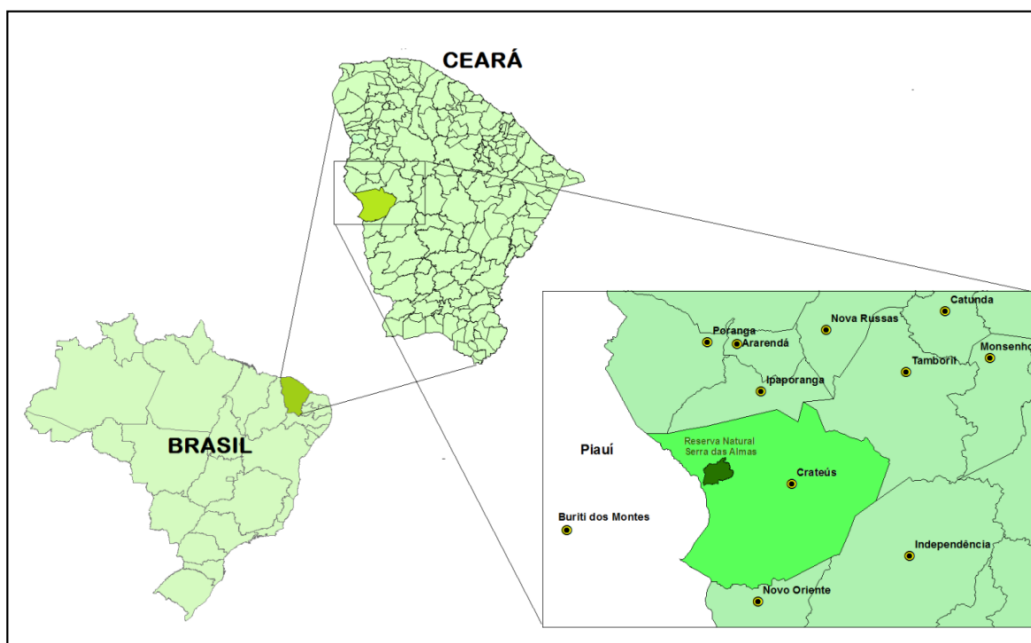 CEARÁ
BRASIL
Catunda
Nova Russas
Poranga
Ararendá
Monsenho
Tamboril
Ipaporanga
Reserva Natural
Serra das Almas
Piauí
Crateús
Buriti dos Montes
Independência
Novo Oriente